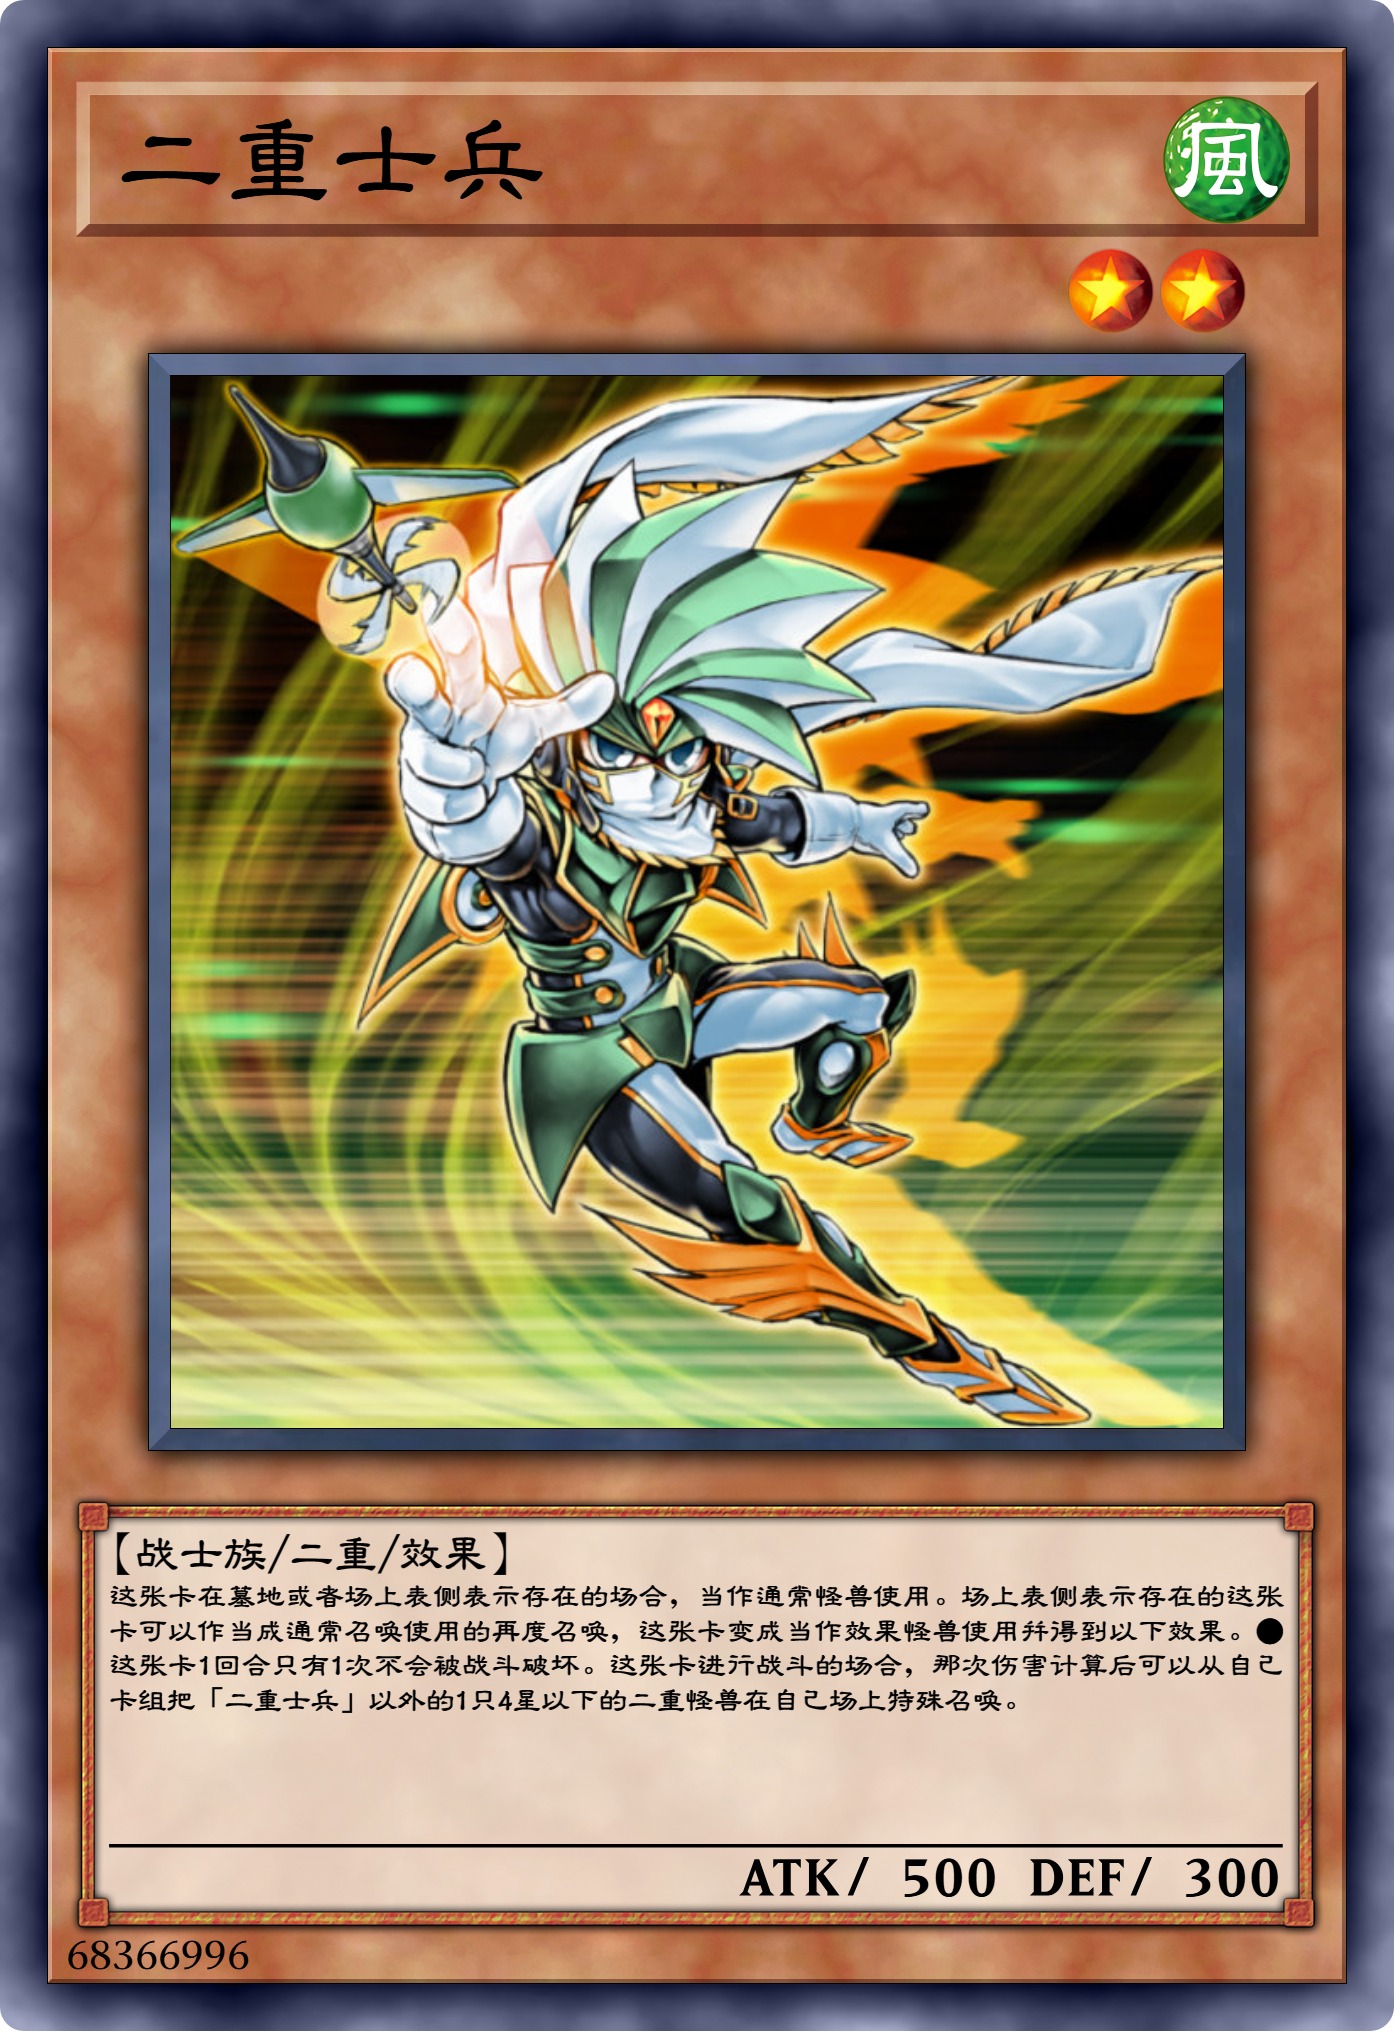 二重士兵
風
【战士族/二重/效果】
这张卡在墓地或者场上表侧表示存在的场合，当作通常怪兽使用。场上表侧表示存在的这张
卡可以作当成通常召唤使用的再度召唤，这张卡变成当作效果怪兽使用并得到以下效果。●
这张卡1回合只有1次不会被战斗破坏。这张卡进行战斗的场合，那次伤害计算后可以从自己
卡组把「二重士兵」以外的1只4星以下的二重怪兽在自己场上特殊召唤。
ATK/ 500 DEF/ 300
68366996